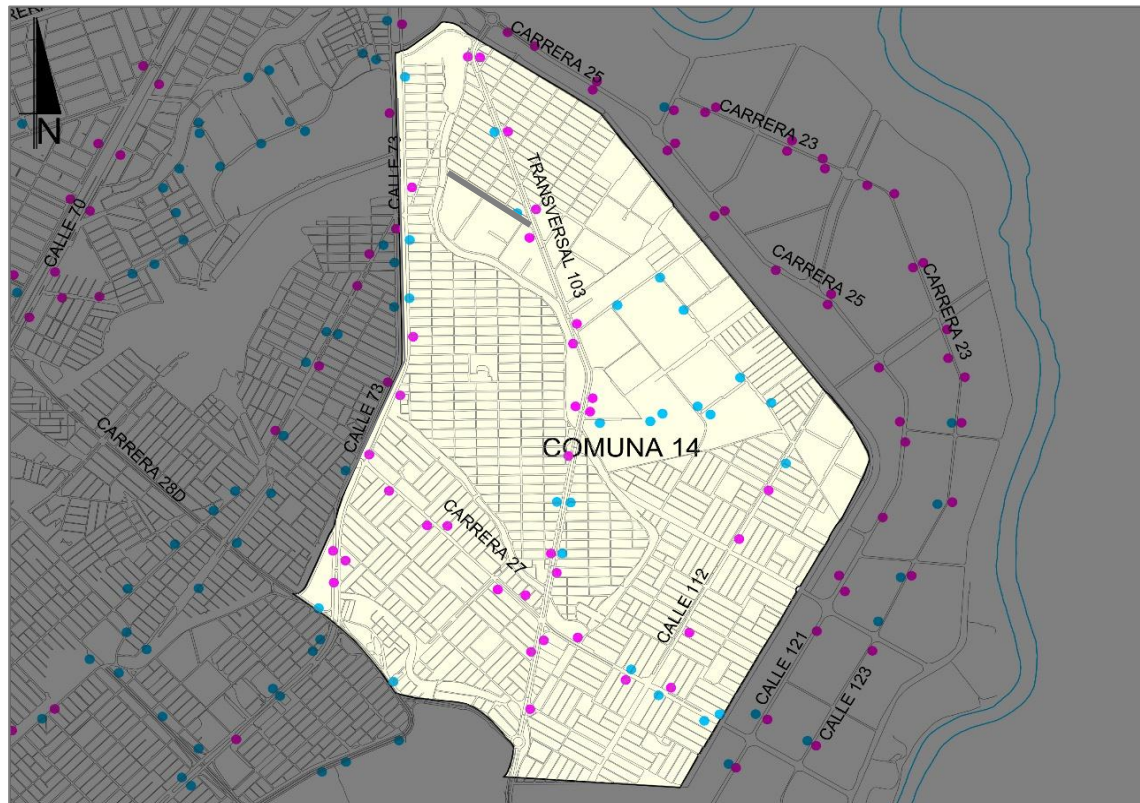 N
CARRERA 25
CARRERA 23
CALLE 73
TRANSVERSAL 103
CALLE 70
CARRERA 25
CARRERA 23
CALLE 73
CARRERA 28D
COMUNA 14
CARRERA 27
CALLE 112
CALLE 121
CALLE 123